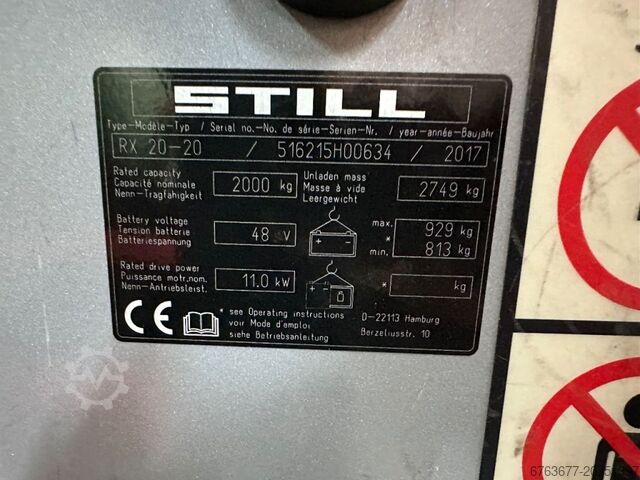 STILL
Type-Modèle-Typ / Serial no.-No. de série-Serien-Nr. / year-année-Baujahr
RX 20-20 / 516215H00634 / 2017
Rated capacity
Capacité nominale
Nenn-Tragfähigkeit
2000 kg
Unladen mass
Masse à vide
Leergewicht
2749 kg
Battery voltage
Tension batterie
Batteriespannung
48 V
max. 929 kg
*
min. 813 kg
Rated drive power
Puissance motr.nom.
Nenn-Antriebsleist.
11.0 kW
* kg
CE
* see Operating instructions
voir Mode d'emploi
siehe Betriebsanleitung
D-22113 Hamburg
Berzeliusstr. 10